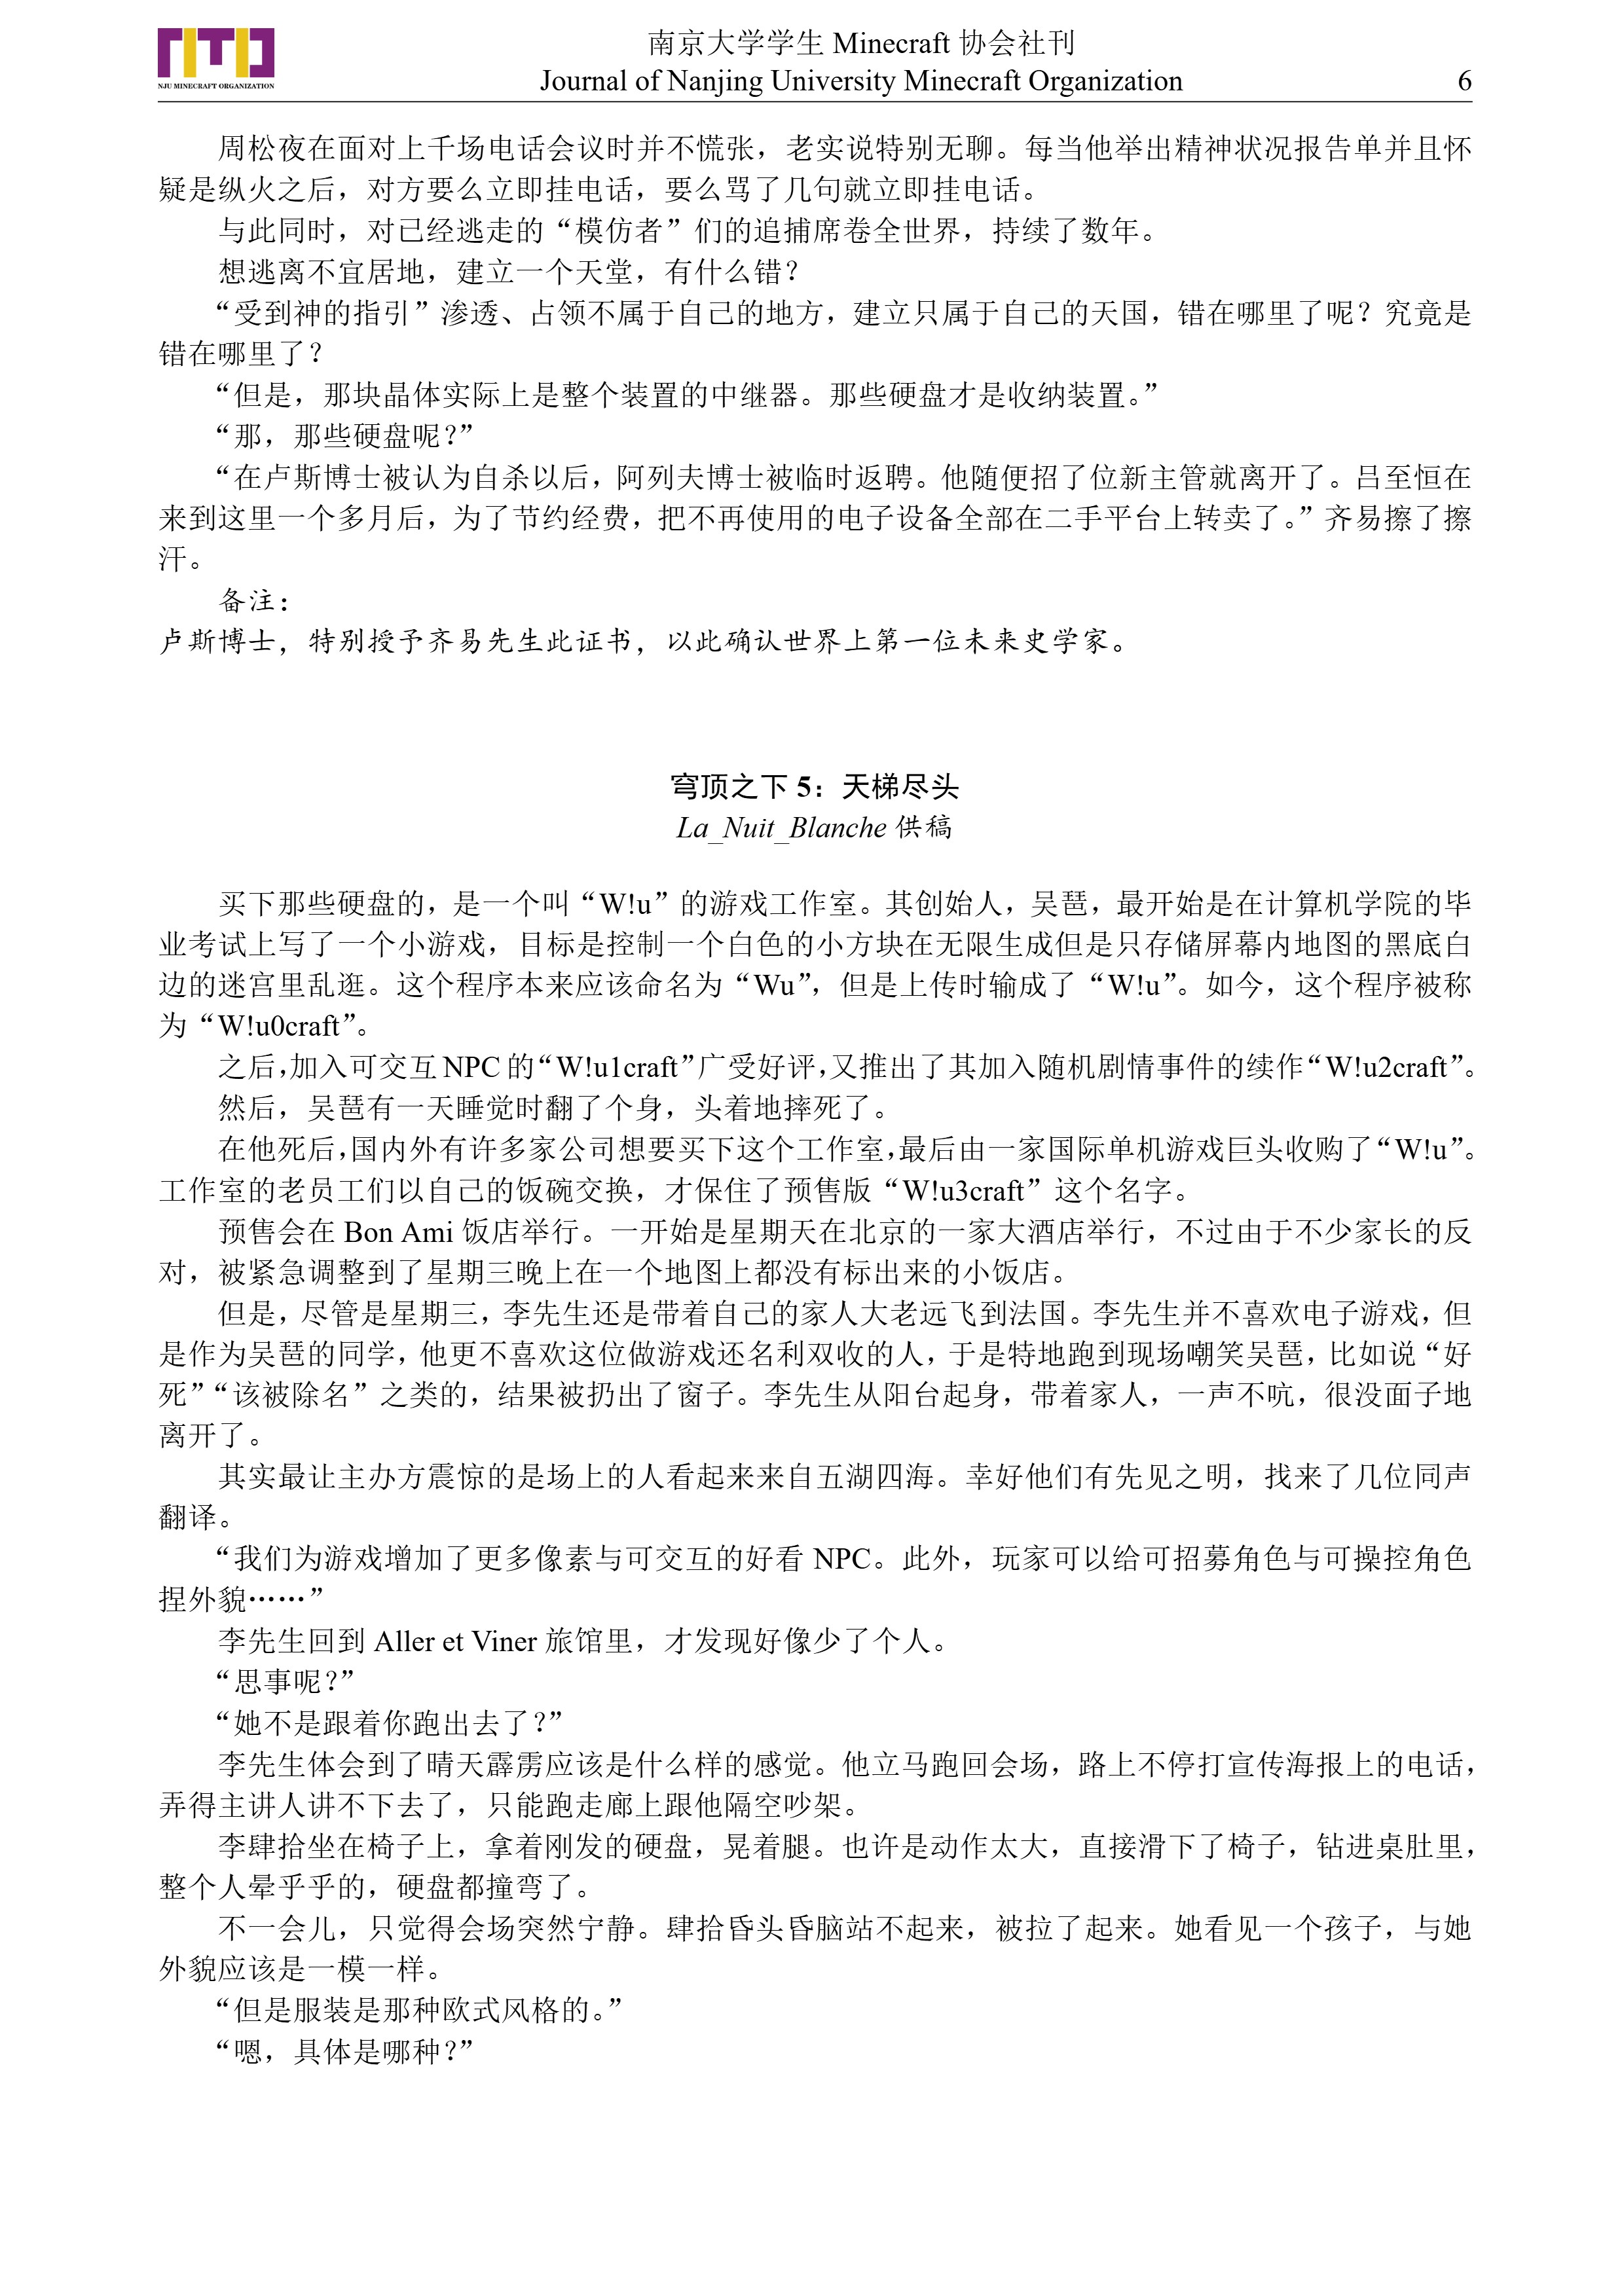 NJU MINECRAFT ORGANIZATION
南京大学学生 Minecraft 协会社刊
Journal of Nanjing University Minecraft Organization
6
周松夜在面对上千场电话会议时并不慌张，老实说特别无聊。每当他举出精神状况报告单并且怀
疑是纵火之后，对方要么立即挂电话，要么骂了几句就立即挂电话。
与此同时，对已经逃走的“模仿者”们的追捕席卷全世界，持续了数年。
想逃离不宜居地，建立一个天堂，有什么错？
“受到神的指引”渗透、占领不属于自己的地方，建立只属于自己的天国，错在哪里了呢？究竟是
错在哪里了？
“但是，那块晶体实际上是整个装置的中继器。那些硬盘才是收纳装置。”
“那，那些硬盘呢？”
“在卢斯博士被认为自杀以后，阿列夫博士被临时返聘。他随便招了位新主管就离开了。吕至恒在
来到这里一个多月后，为了节约经费，把不再使用的电子设备全部在二手平台上转卖了。”齐易擦了擦
汗。
备注：
卢斯博士，特别授予齐易先生此证书，以此确认世界上第一位未来史学家。
穹顶之下 5：天梯尽头
La_Nuit_Blanche 供稿
买下那些硬盘的，是一个叫“W!u”的游戏工作室。其创始人，吴琶，最开始是在计算机学院的毕
业考试上写了一个小游戏，目标是控制一个白色的小方块在无限生成但是只存储屏幕内地图的黑底白
边的迷宫里乱逛。这个程序本来应该命名为“Wu”，但是上传时输成了“W!u”。如今，这个程序被称
为“W!u0craft”。
之后，加入可交互 NPC 的“W!u1craft”广受好评，又推出了其加入随机剧情事件的续作“W!u2craft”。
然后，吴琶有一天睡觉时翻了个身，头着地摔死了。
在他死后，国内外有许多家公司想要买下这个工作室，最后由一家国际单机游戏巨头收购了“W!u”。
工作室的老员工们以自己的饭碗交换，才保住了预售版“W!u3craft”这个名字。
预售会在 Bon Ami 饭店举行。一开始是星期天在北京的一家大酒店举行，不过由于不少家长的反
对，被紧急调整到了星期三晚上在一个地图上都没有标出来的小饭店。
但是，尽管是星期三，李先生还是带着自己的家人大老远飞到法国。李先生并不喜欢电子游戏，但
是作为吴琶的同学，他更不喜欢这位做游戏还名利双收的人，于是特地跑到现场嘲笑吴琶，比如说“好
死”“该被除名”之类的，结果被扔出了窗子。李先生从阳台起身，带着家人，一声不吭，很没面子地
离开了。
其实最让主办方震惊的是场上的人看起来来自五湖四海。幸好他们有先见之明，找来了几位同声
翻译。
“我们为游戏增加了更多像素与可交互的好看 NPC。此外，玩家可以给可招募角色与可操控角色
捏外貌……”
李先生回到 Aller et Viner 旅馆里，才发现好像少了个人。
“思事呢？”
“她不是跟着你跑出去了？”
李先生体会到了晴天霹雳应该是什么样的感觉。他立马跑回会场，路上不停打宣传海报上的电话，
弄得主讲人讲不下去了，只能跑走廊上跟他隔空吵架。
李肆拾坐在椅子上，拿着刚发的硬盘，晃着腿。也许是动作太大，直接滑下了椅子，钻进桌肚里，
整个人晕乎乎的，硬盘都撞弯了。
不一会儿，只觉得会场突然宁静。肆拾昏头昏脑站不起来，被拉了起来。她看见一个孩子，与她
外貌应该是一模一样。
“但是服装是那种欧式风格的。”
“嗯，具体是哪种？”